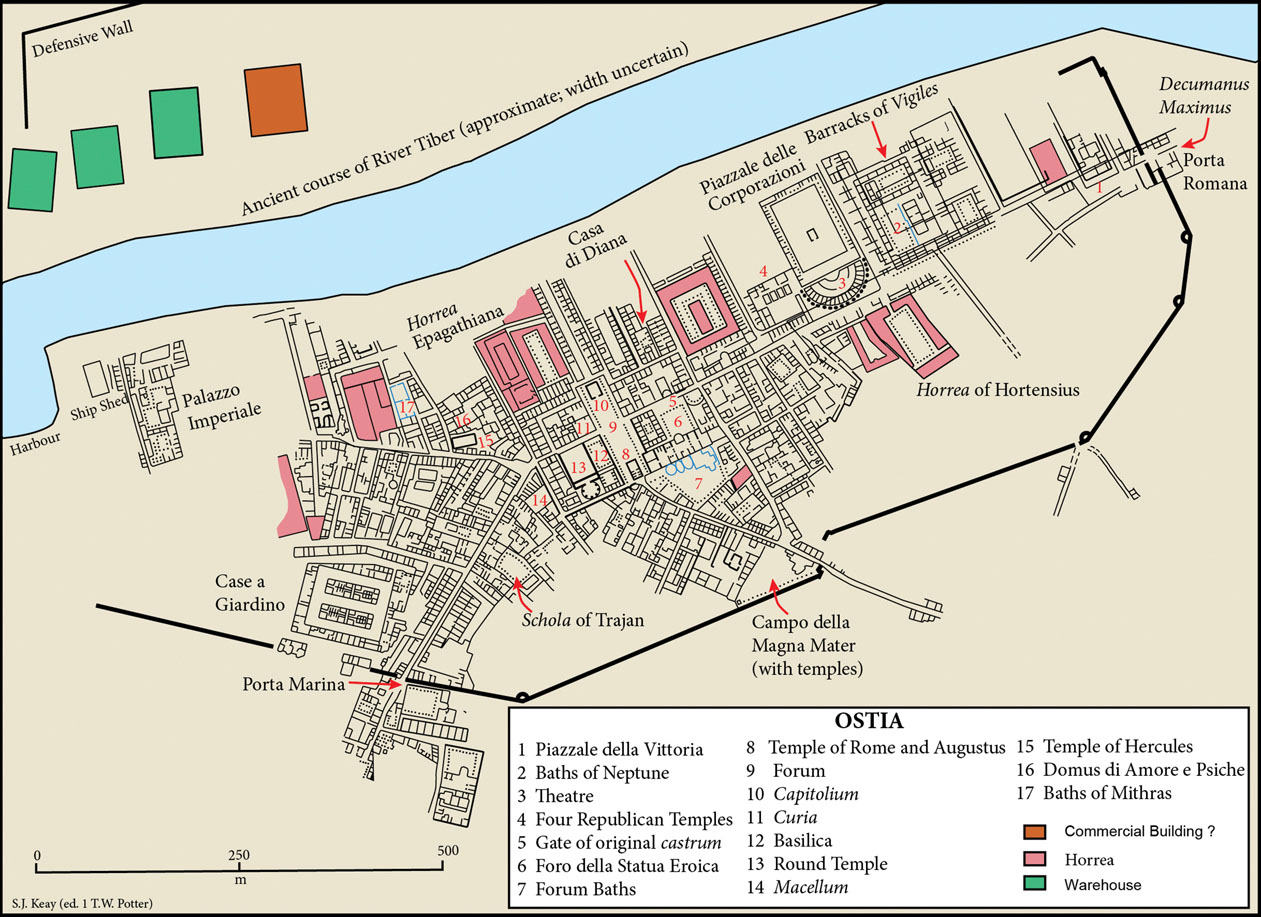 Defensive Wall
Ancient course of River Tiber (approximate; width uncertain)
Decumanus
Maximus
Porta
Romana
Barracks of Vigiles
Piazzale delle
Corporazioni
Casa
di Diana
Horrea
Epagathiana
Horrea of Hortensius
Ship Shed
Palazzo
Imperiale
Harbour
1
2
3
4
5
6
7
8
9
10
11
12
13
14
15
16
17
Case a
Giardino
Schola of Trajan
Campo della
Magna Mater
(with temples)
Porta Marina
OSTIA
1 Piazzale della Vittoria
2 Baths of Neptune
3 Theatre
4 Four Republican Temples
5 Gate of original castrum
6 Foro della Statua Eroica
7 Forum Baths
8 Temple of Rome and Augustus
9 Forum
10 Capitolium
11 Curia
12 Basilica
13 Round Temple
14 Macellum
15 Temple of Hercules
16 Domus di Amore e Psiche
17 Baths of Mithras
Commercial Building ?
Horrea
Warehouse
0 250 500
m
S.J. Keay (ed. 1 T.W. Potter)